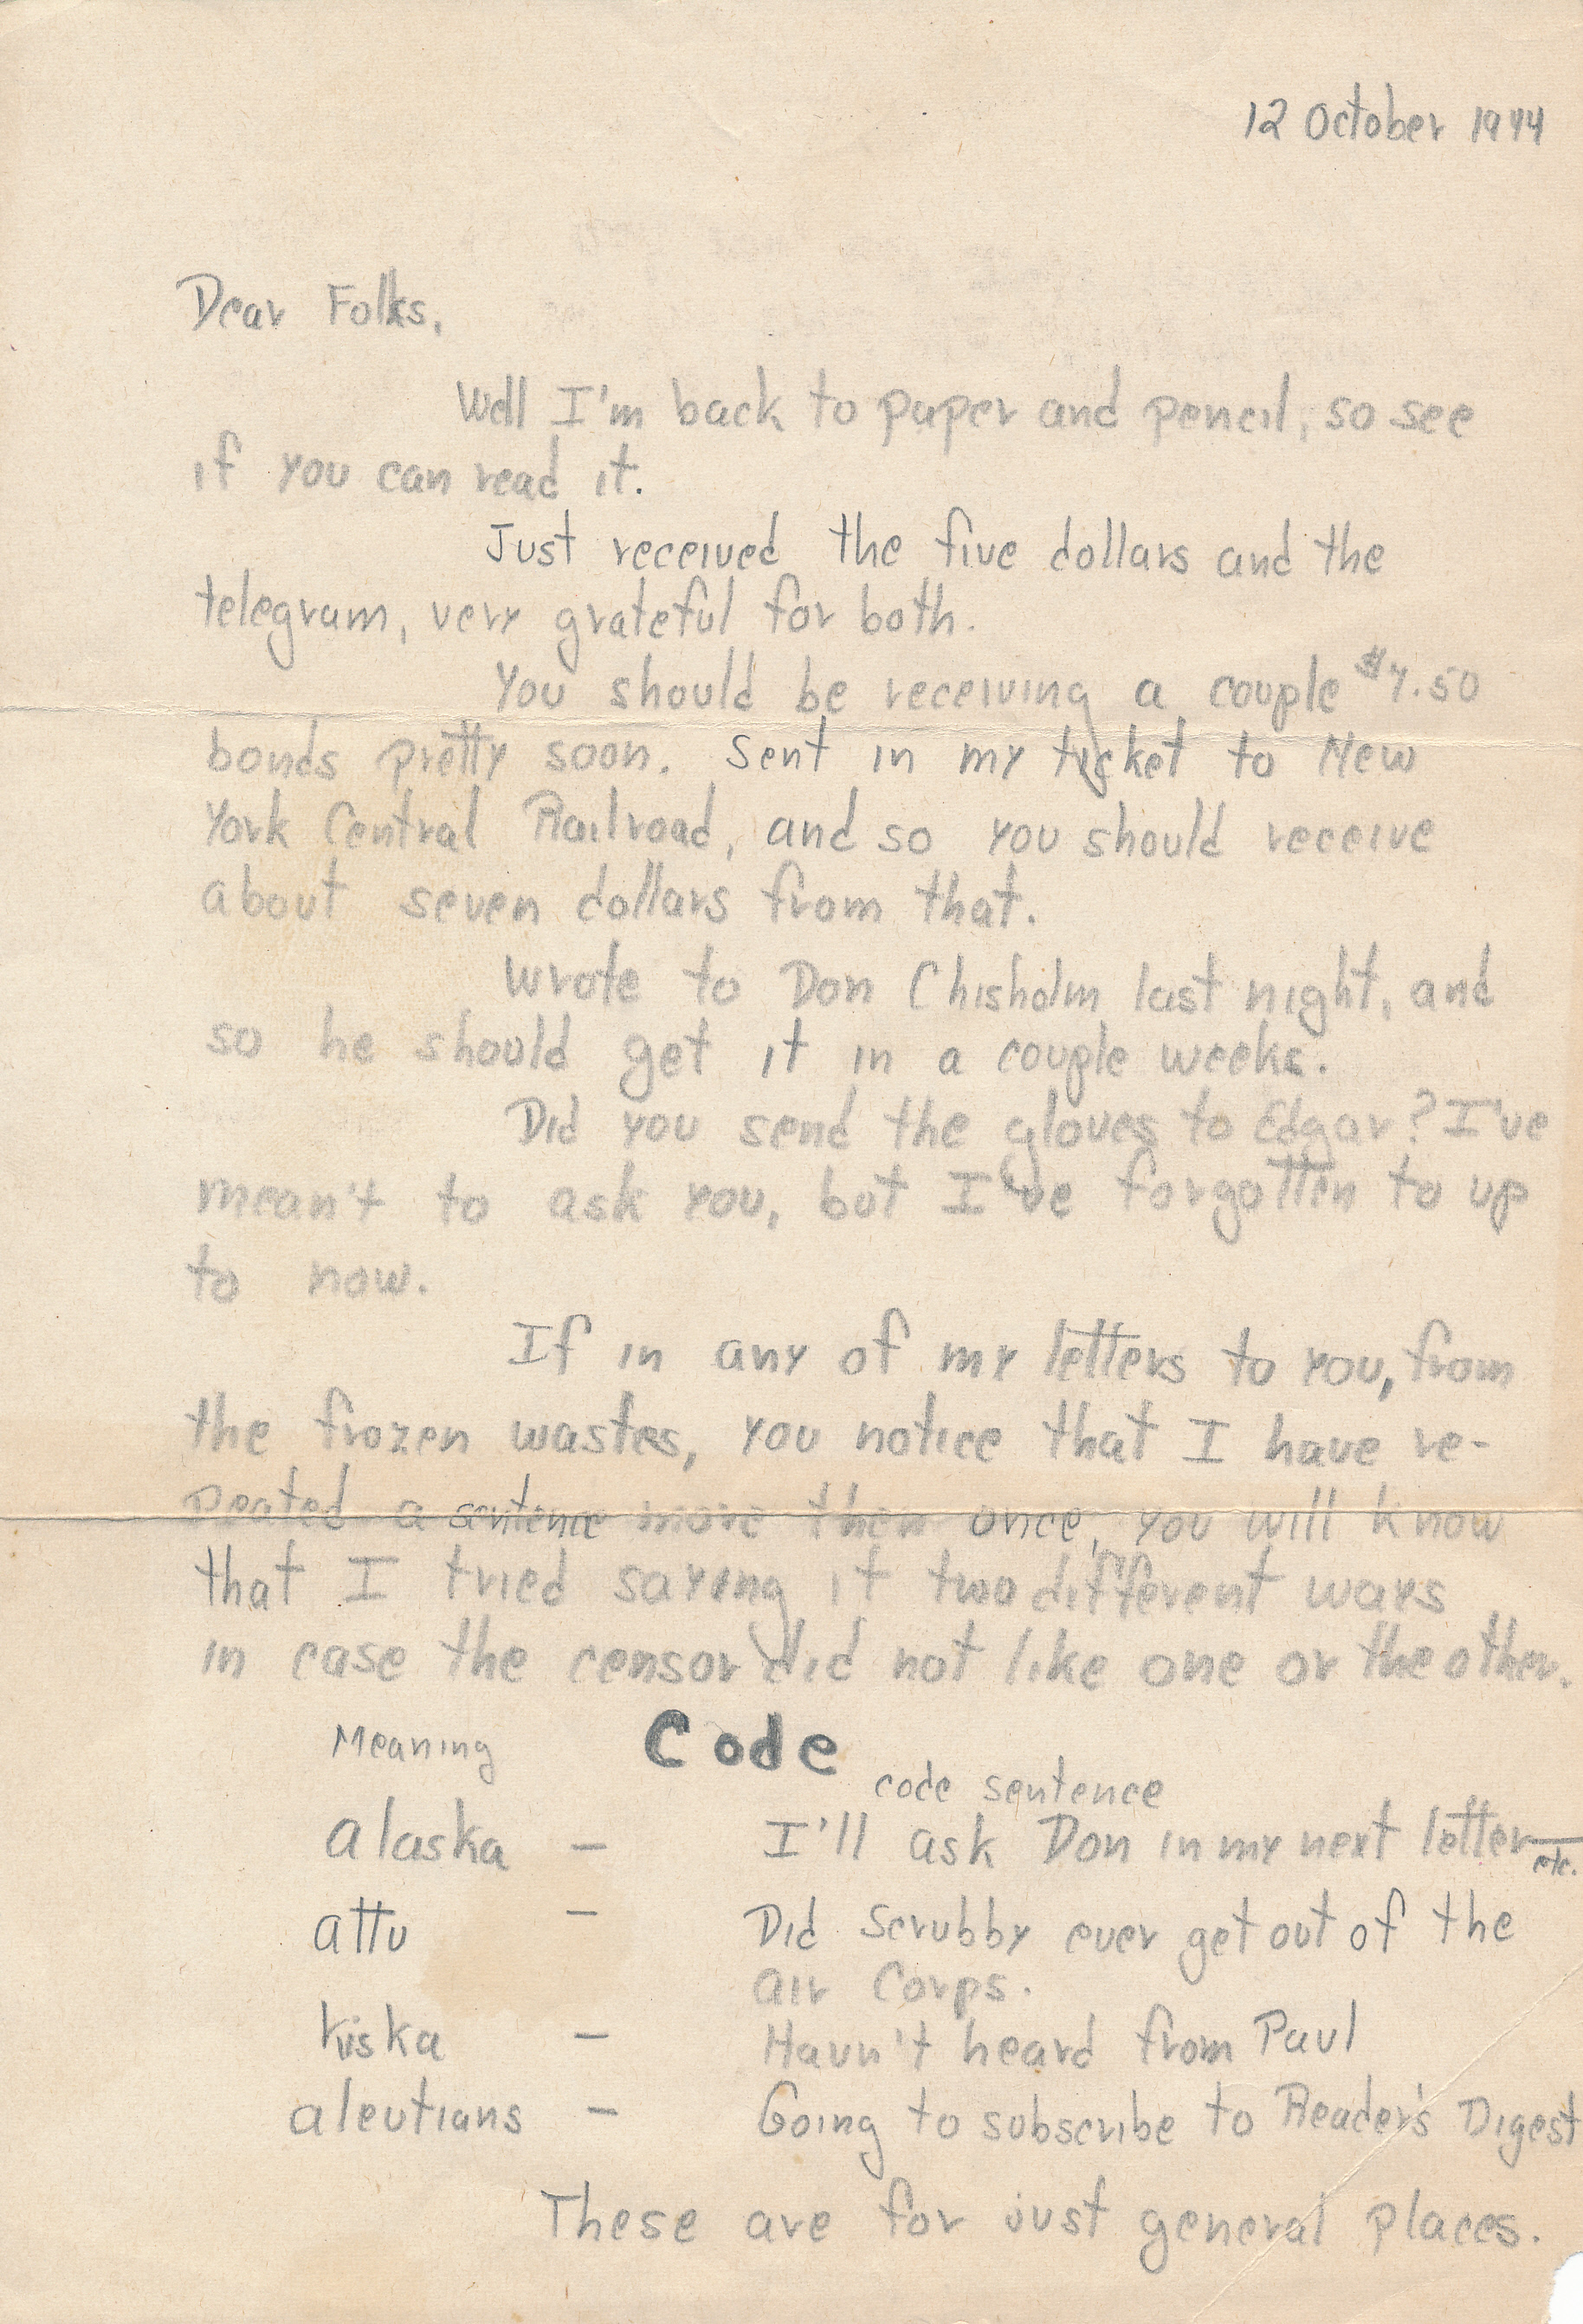 12 October 1944
Dear Folks,
Well I'm back to paper and pencil, so see
if you can read it.
Just received the five dollars and the
telegram, very grateful for both.
You should be receiving a couple $7.50
bonds pretty soon. Sent in my ticket to New
York Central Railroad, and so you should receive
about seven dollars from that.
Wrote to Don Chisholm last night, and
so he should get it in a couple weeks.
Did you send the gloves to Edgar? I've
mean't to ask you, but I've forgotten to up
to now.
If in any of my letters to you, from
the frozen wastes, you notice that I have re-
peated a sentence more then once, you will know
that I tried saying it two different ways
in case the censor did not like one or the other.
Meaning Code
code sentence
alaska - I'll ask Don in my next letter etc.
attu - Did Scrubby ever get out of the
air Corps.
kiska - Havn't heard from Paul
aleutians - Going to subscribe to Reader's Digest
These are for just general places.